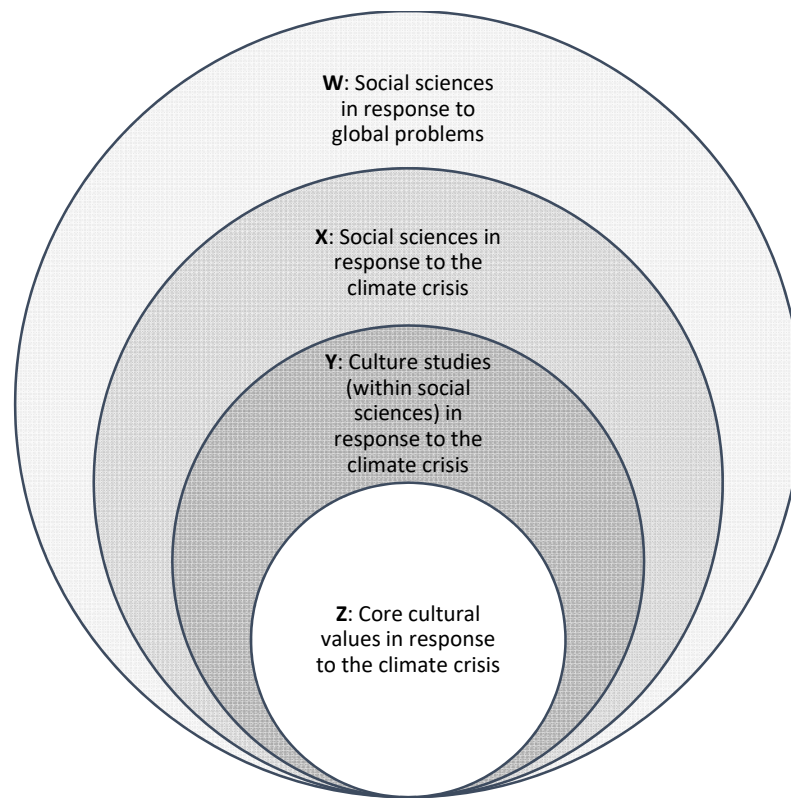 W: Social sciences
in response to
global problems
X: Social sciences in
response to the
climate crisis
Y: Culture studies
(within social
sciences) in
response to the
climate crisis
Z: Core cultural
values in response
to the climate crisis